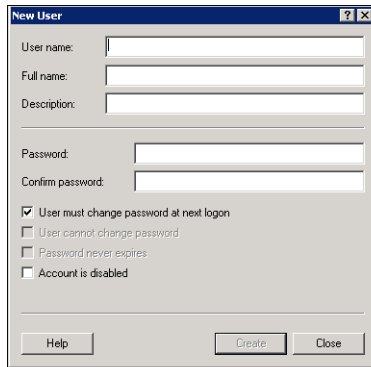 New User
User name:
Full name:
Description:
Password:
Confirm password:
User must change password at next logon
User cannot change password
Password never expires
Account is disabled
Help Create Close